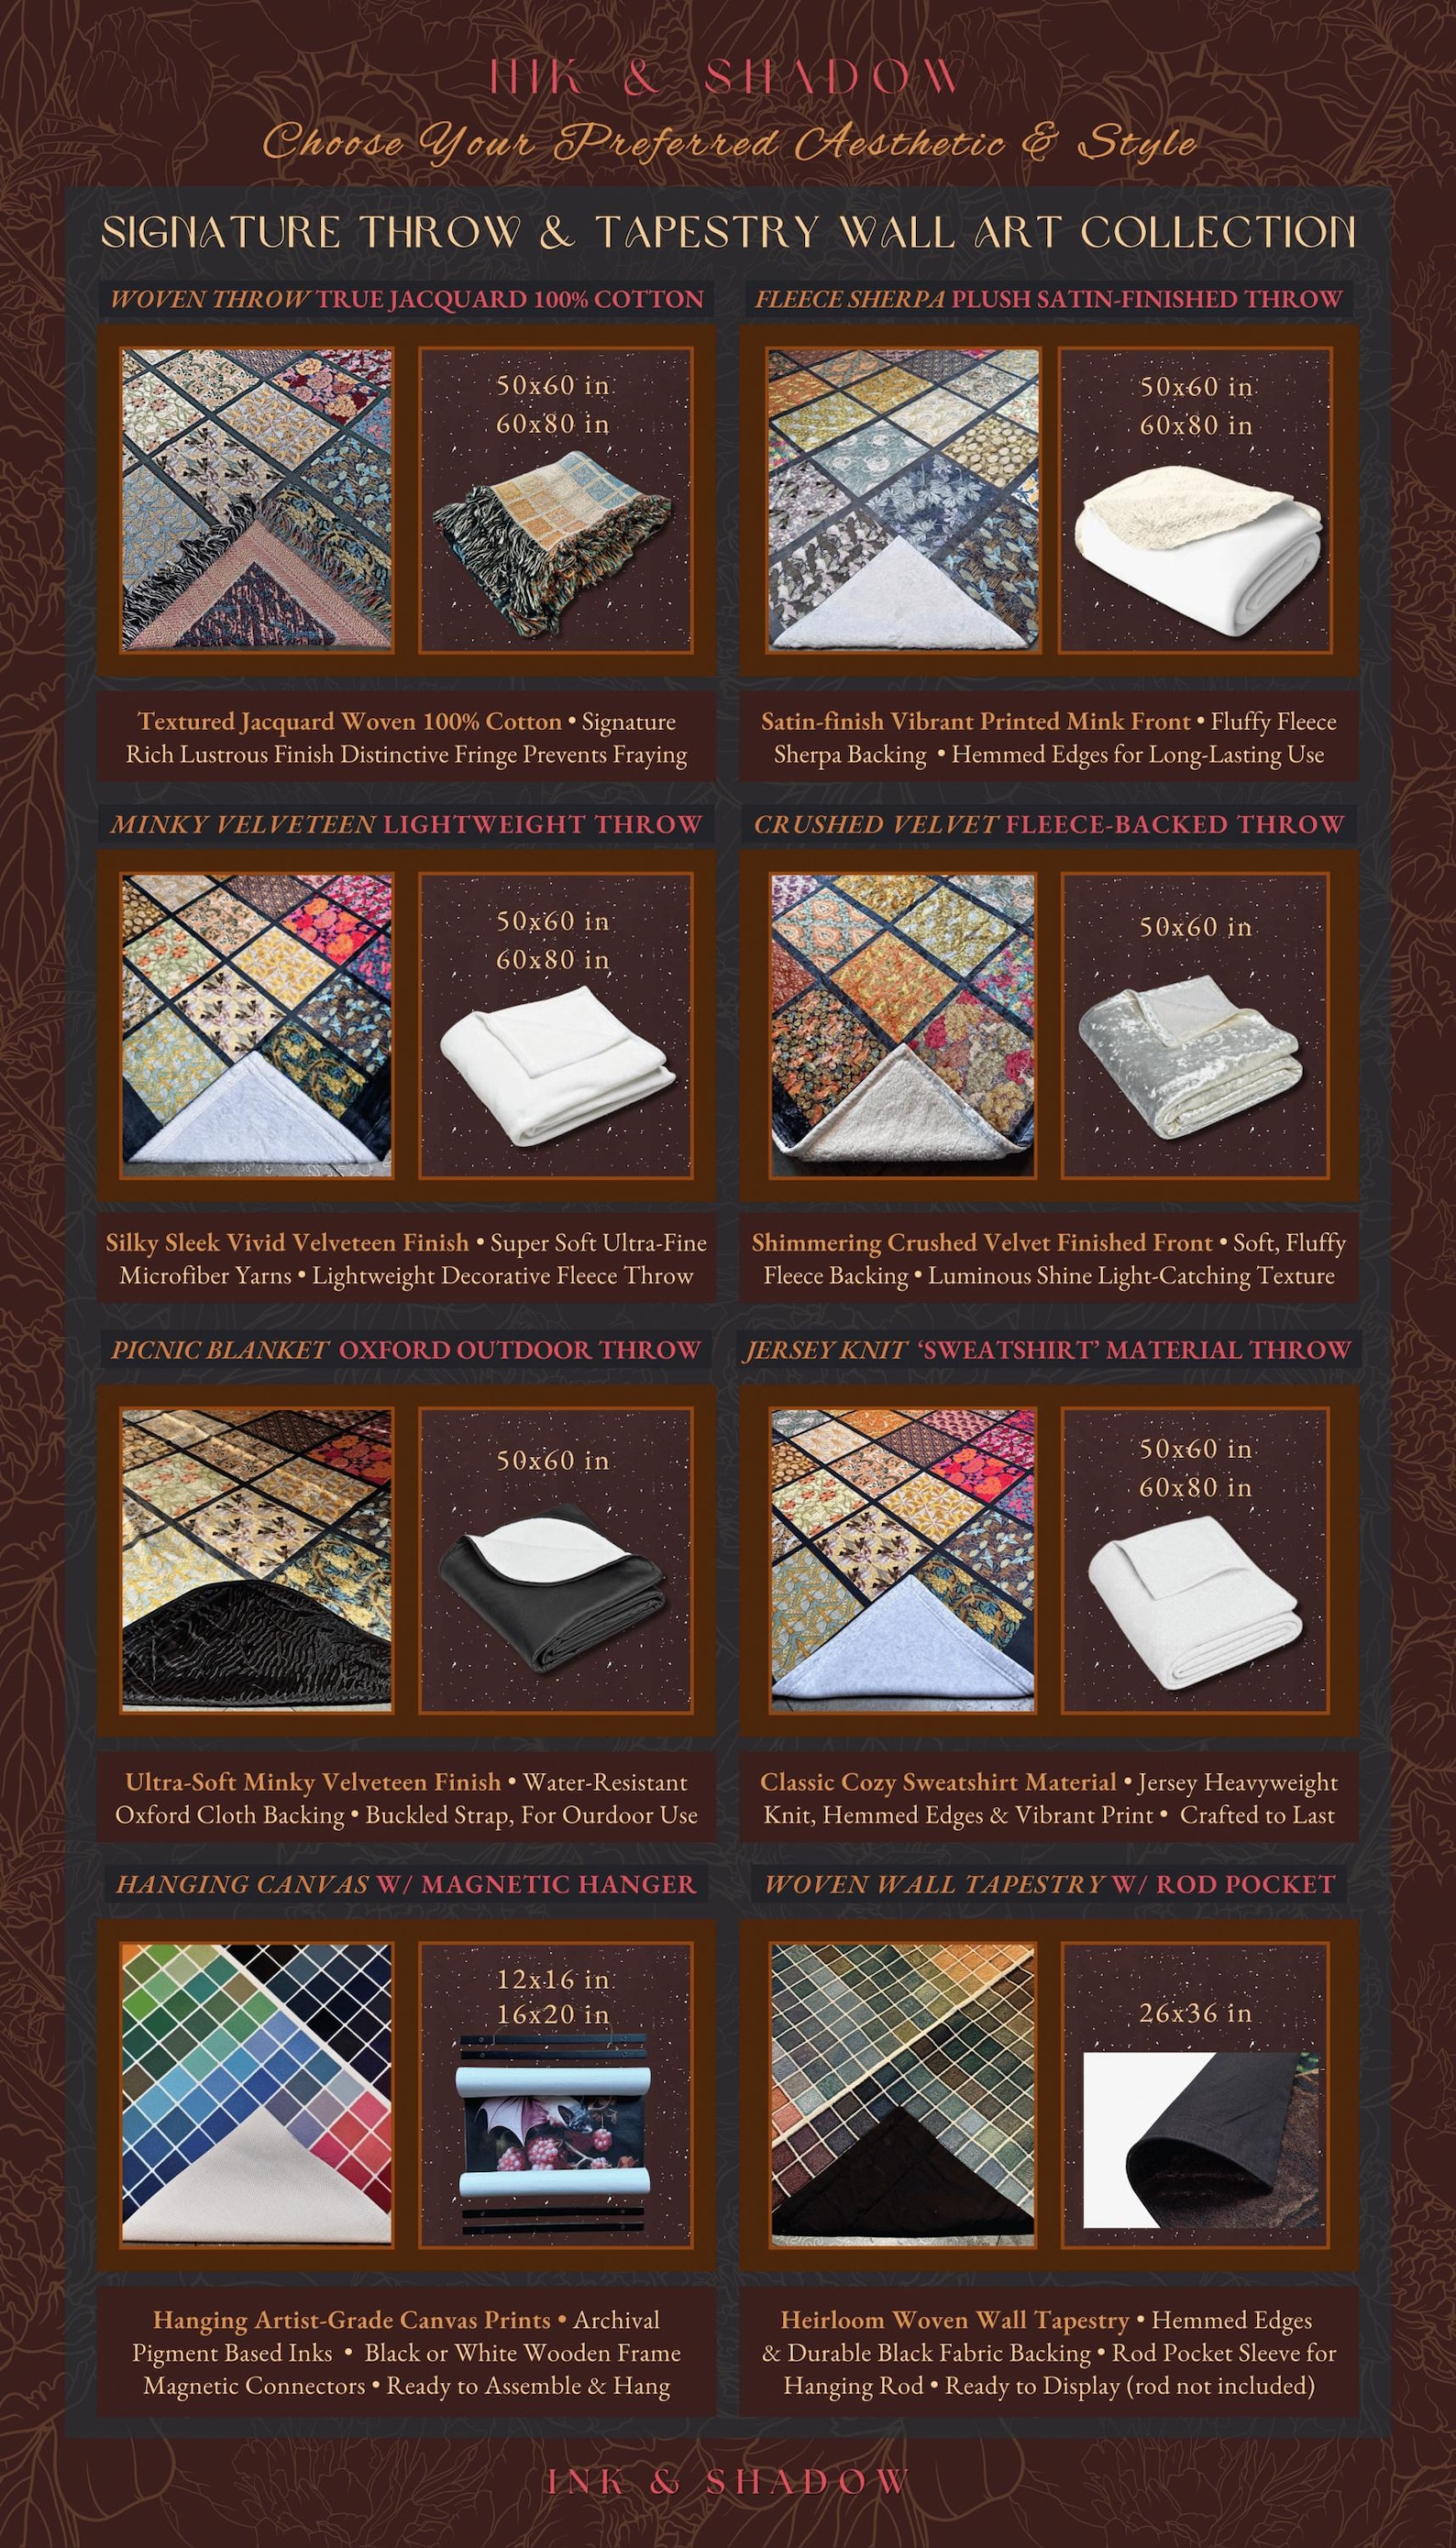 INK & SHADOW
Choose Your Preferred Aesthetic & Style
SIGNATURE THROW & TAPESTRY WALL ART COLLECTION
WOVEN THROW TRUE JACQUARD 100% COTTON
50x60 in
60x80 in
Textured Jacquard Woven 100% Cotton • Signature
Rich Lustrous Finish Distinctive Fringe Prevents Fraying
FLEECE SHERPA PLUSH SATIN-FINISHED THROW
50x60 in
60x80 in
Satin-finish Vibrant Printed Mink Front • Fluffy Fleece
Sherpa Backing • Hemmed Edges for Long-Lasting Use
MINKY VELVETEEN LIGHTWEIGHT THROW
50x60 in
60x80 in
Silky Sleek Vivid Velveteen Finish • Super Soft Ultra-Fine
Microfiber Yarns • Lightweight Decorative Fleece Throw
CRUSHED VELVET FLEECE-BACKED THROW
50x60 in
Shimmering Crushed Velvet Finished Front • Soft, Fluffy
Fleece Backing • Luminous Shine Light-Catching Texture
PICNIC BLANKET OXFORD OUTDOOR THROW
50x60 in
Ultra-Soft Minky Velveteen Finish • Water-Resistant
Oxford Cloth Backing • Buckled Strap, For Ourdoor Use
JERSEY KNIT ‘SWEATSHIRT’ MATERIAL THROW
50x60 in
60x80 in
Classic Cozy Sweatshirt Material • Jersey Heavyweight
Knit, Hemmed Edges & Vibrant Print • Crafted to Last
HANGING CANVAS W/ MAGNETIC HANGER
12x16 in
16x20 in
Hanging Artist-Grade Canvas Prints • Archival
Pigment Based Inks • Black or White Wooden Frame
Magnetic Connectors • Ready to Assemble & Hang
WOVEN WALL TAPESTRY W/ ROD POCKET
26x36 in
Heirloom Woven Wall Tapestry • Hemmed Edges
& Durable Black Fabric Backing • Rod Pocket Sleeve for
Hanging Rod • Ready to Display (rod not included)
INK & SHADOW